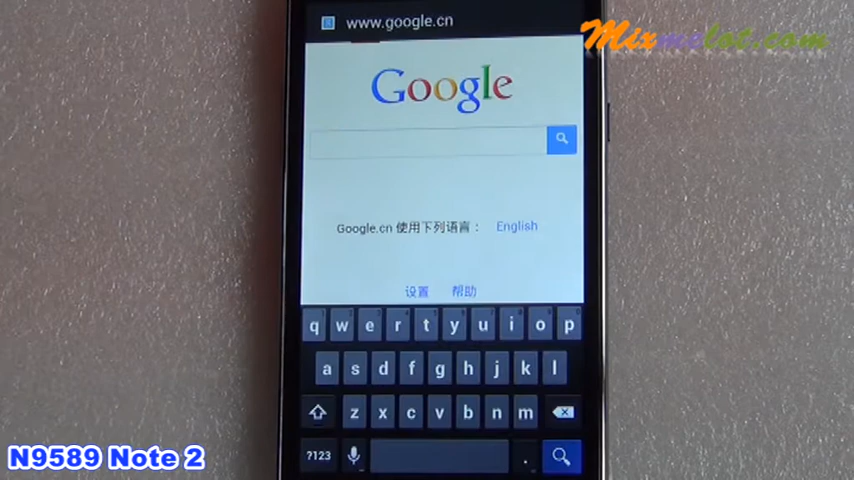 www.google.cn
Mixmelot.com
Google
Google.cn 使用下列语言： English
设置 帮助
q w e r t y u i o p
a s d f g h j k l
z x c v b n m
?123 .
N9589 Note 2